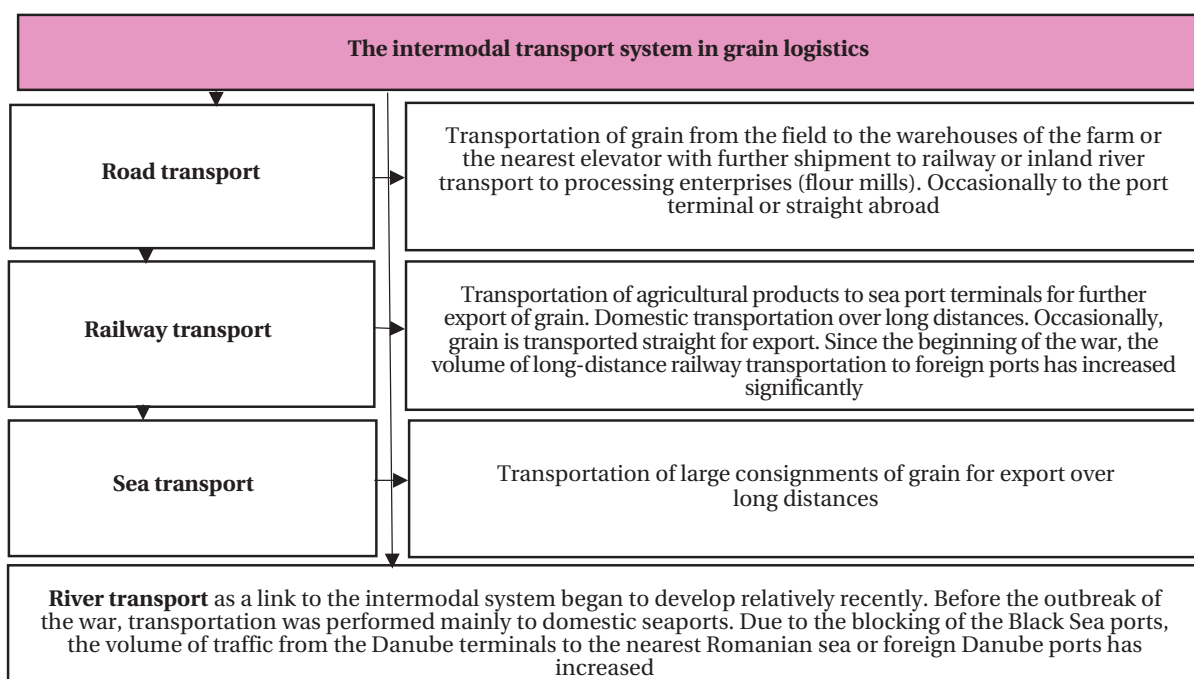 The intermodal transport system in grain logistics
Road transport
Transportation of grain from the field to the warehouses of the farm or
the nearest elevator with further shipment to railway or inland river
transport to processing enterprises (flour mills). Occasionally to the port
terminal or straight abroad
Railway transport
Transportation of agricultural products to sea port terminals for further
export of grain. Domestic transportation over long distances. Occasionally,
grain is transported straight for export. Since the beginning of the war, the
volume of long-distance railway transportation to foreign ports has increased
significantly
Sea transport
Transportation of large consignments of grain for export over
long distances
River transport as a link to the intermodal system began to develop relatively recently. Before the outbreak of
the war, transportation was performed mainly to domestic seaports. Due to the blocking of the Black Sea ports,
the volume of traffic from the Danube terminals to the nearest Romanian sea or foreign Danube ports has
increased